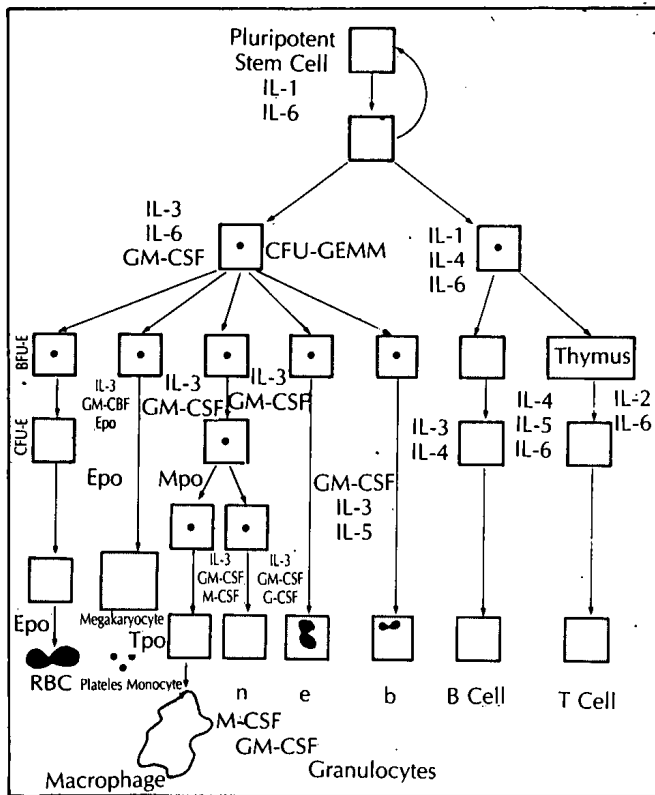 Pluripotent
Stem Cell
IL-1
IL-6
IL-3
IL-6
GM-CSF
CFU-GEMM
IL-1
IL-4
IL-6
BFU-E
Thymus
IL-3
GM-CBF
Epo
IL-3
GM-CSF
IL-3
GM-CSF
CFU-E
IL-3
IL-4
IL-4
IL-5
IL-6
IL-2
IL-6
Epo
Mpo
GM-CSF
IL-3
IL-5
IL-3
GM-CSF
M-CSF
IL-3
GM-CSF
G-CSF
Epo
Megakaryocyte
Tpo
RBC
Plateles
Monocyte
n
e
b
B Cell
T Cell
M-CSF
GM-CSF
Macrophage
Granulocytes